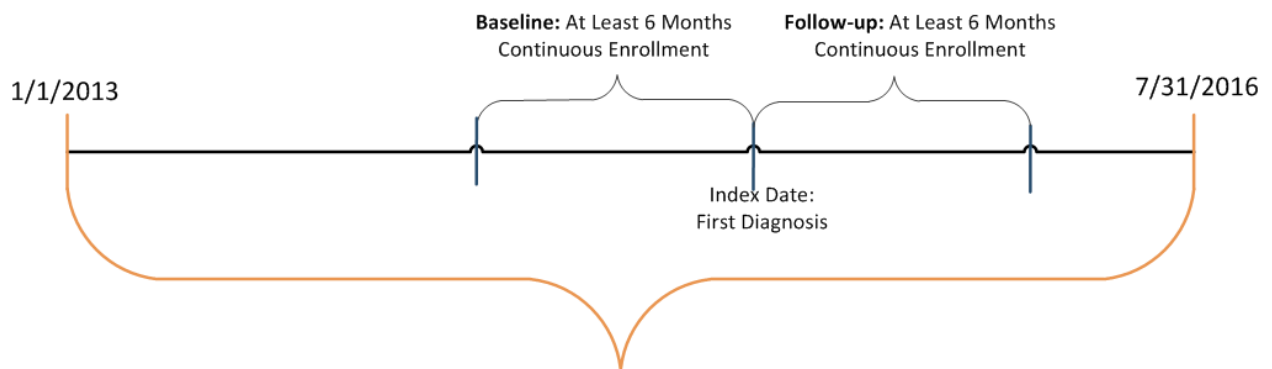 Baseline: At Least 6 Months
Continuous Enrollment
Follow-up: At Least 6 Months
Continuous Enrollment
1/1/2013
7/31/2016
Index Date:
First Diagnosis